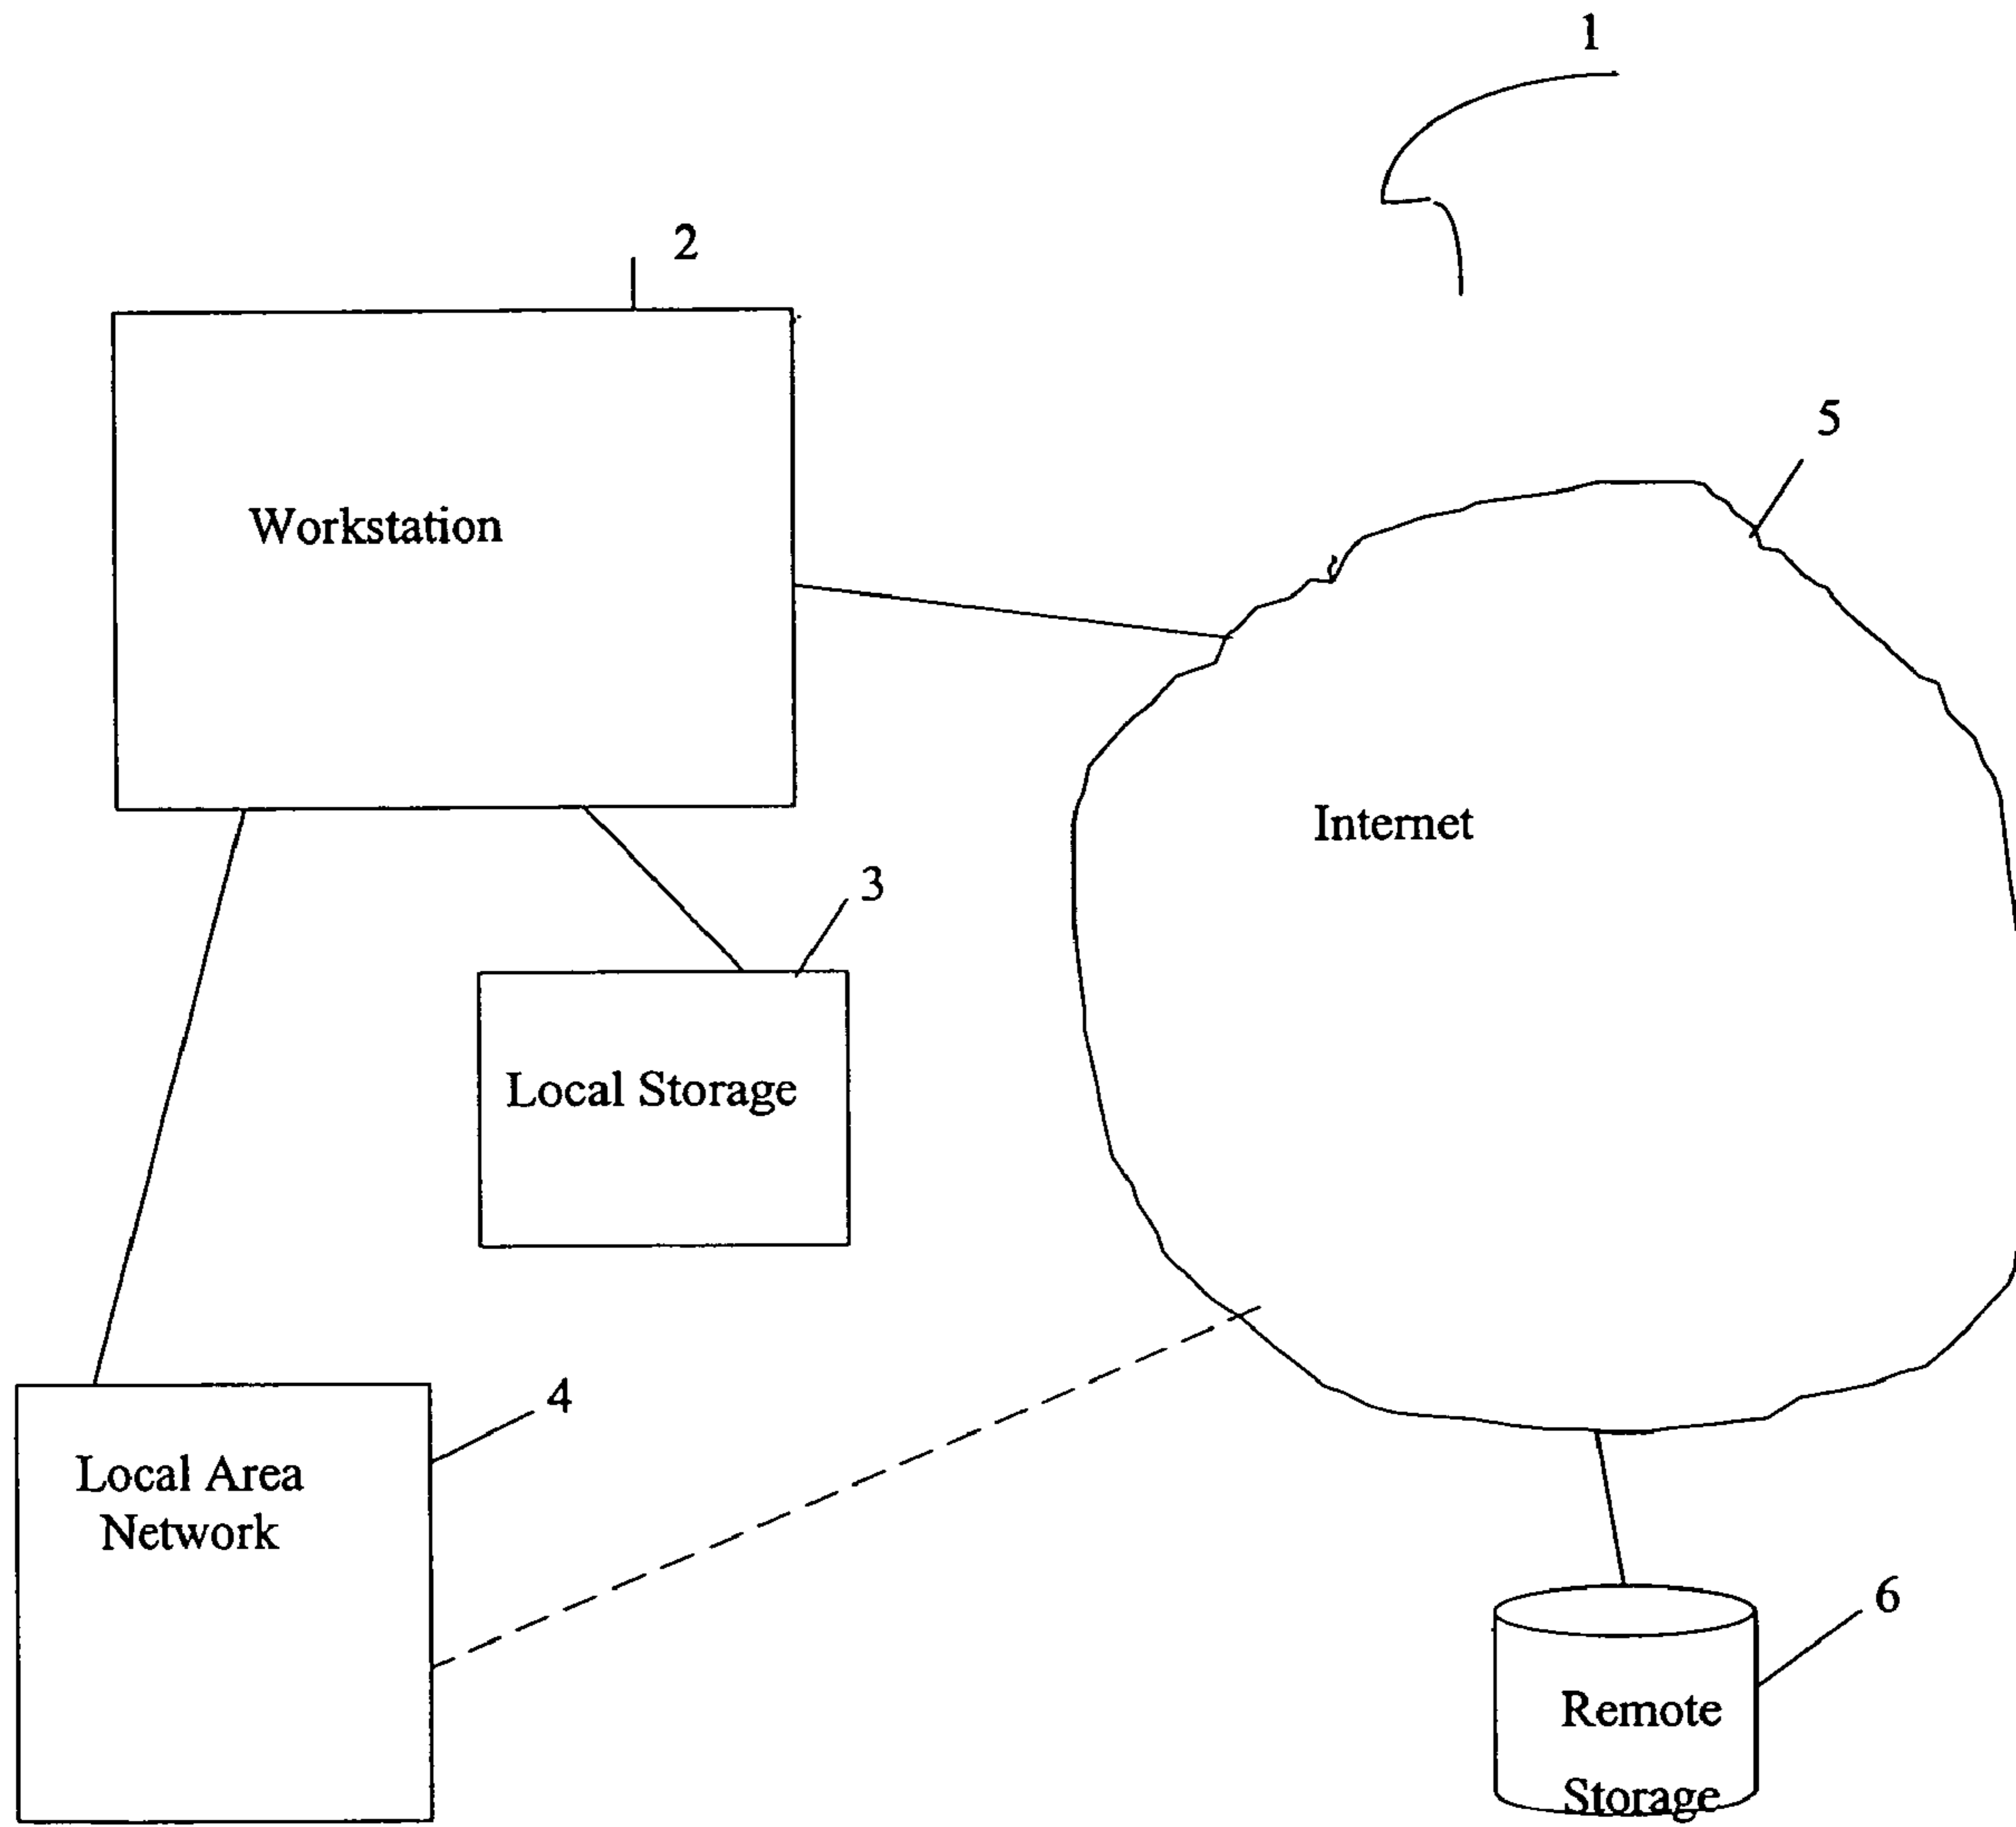 1
2
Workstation
5
Internet
3
Local Storage
4
Local Area
Network
6
Remote
Storage